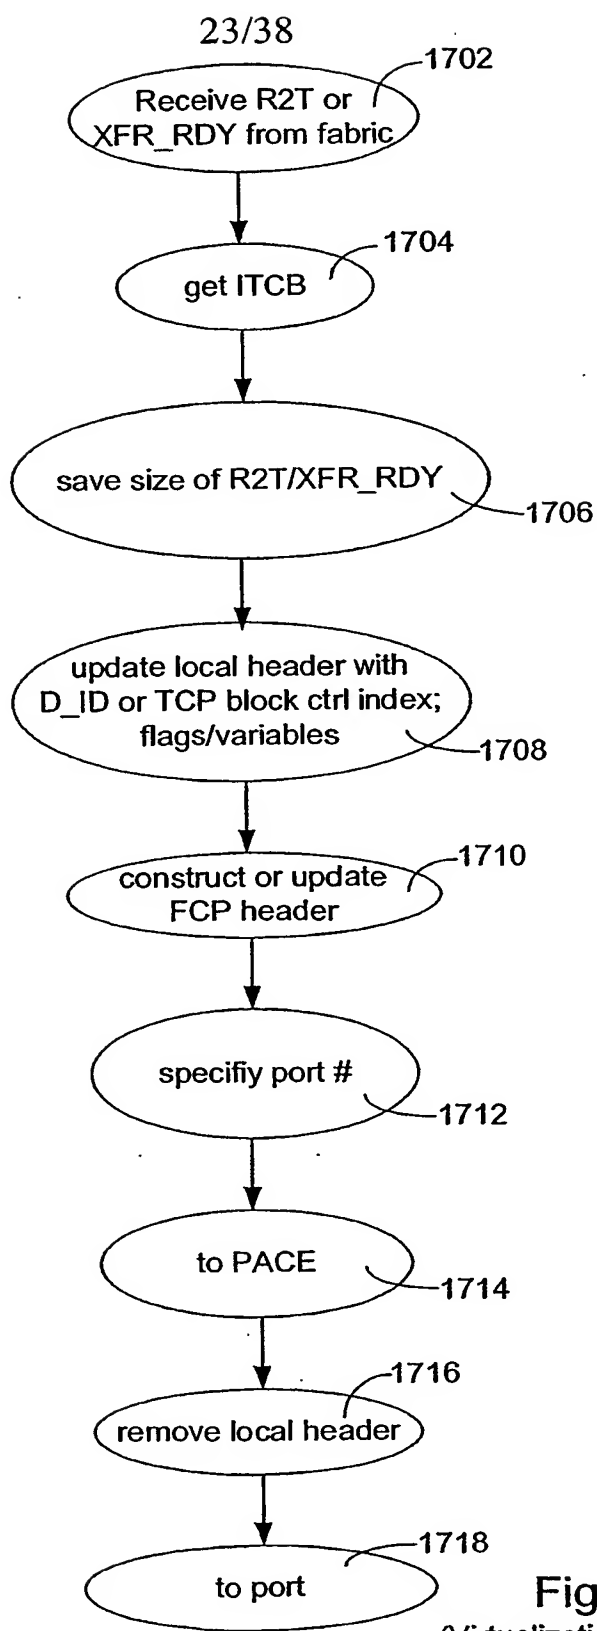 23/38
1702
Receive R2T or
XFR_RDY from fabric
1704
get ITCB
save size of R2T/XFR_RDY
1706
update local header with
D_ID or TCP block ctrl index;
flags/variables
1708
1710
construct or update
FCP header
specifiy port #
1712
to PACE
1714
1716
remove local header
1718
to port
Fig